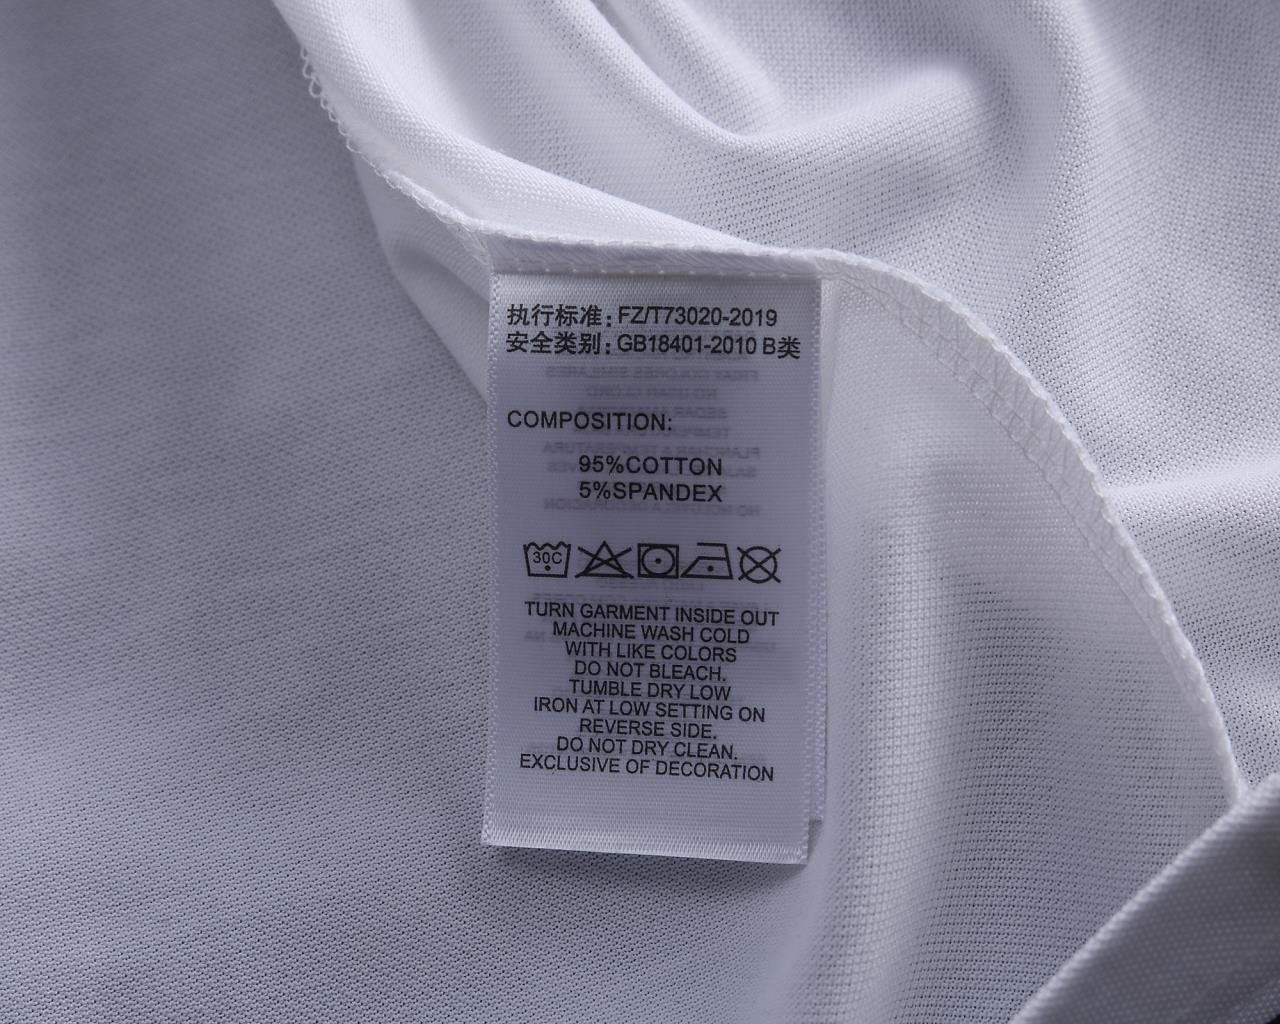 执行标准: FZ/T73020-2019
安全类别: GB18401-2010 B类
COMPOSITION:
95%COTTON
5%SPANDEX
30C
TURN GARMENT INSIDE OUT
MACHINE WASH COLD
WITH LIKE COLORS
DO NOT BLEACH.
TUMBLE DRY LOW
IRON AT LOW SETTING ON
REVERSE SIDE.
DO NOT DRY CLEAN.
EXCLUSIVE OF DECORATION